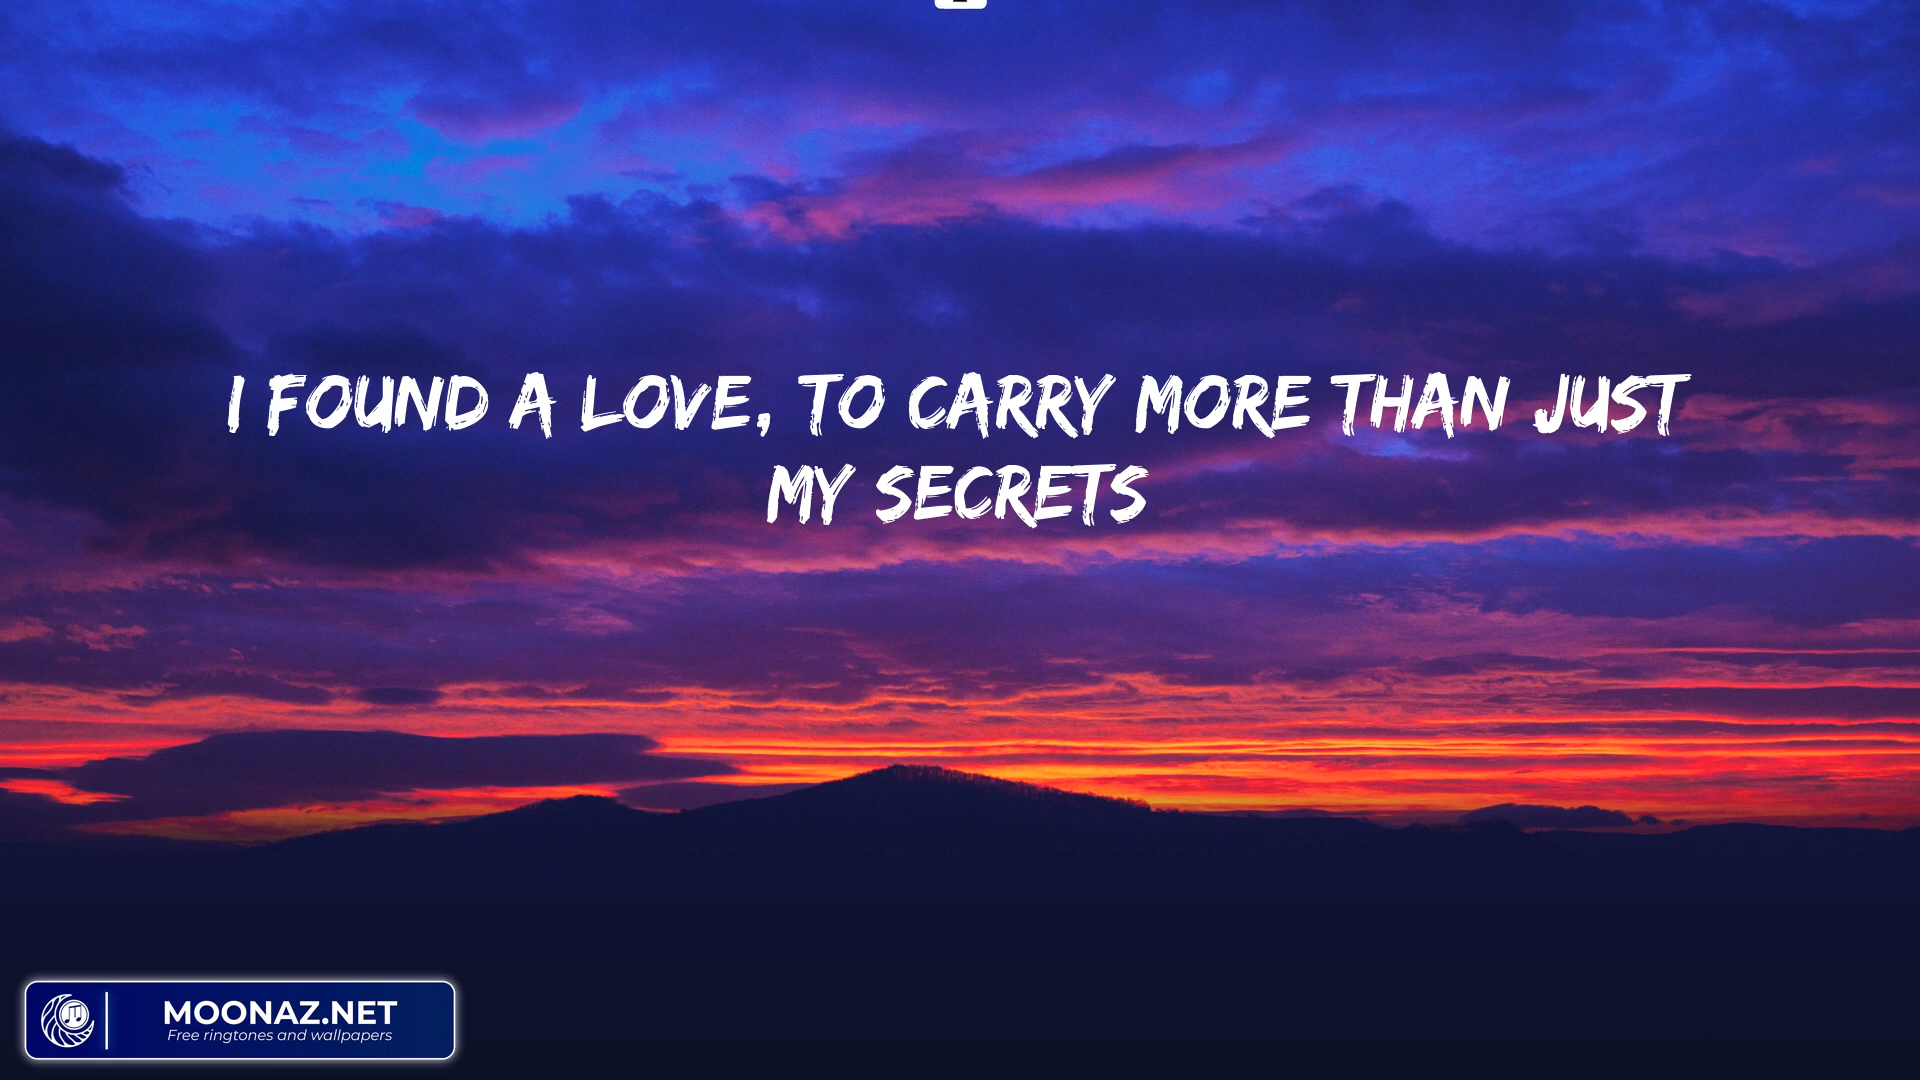 I FOUND A LOVE, TO CARRY MORE THAN JUST
MY SECRETS
MOONAZ.NET
Free ringtones and wallpapers